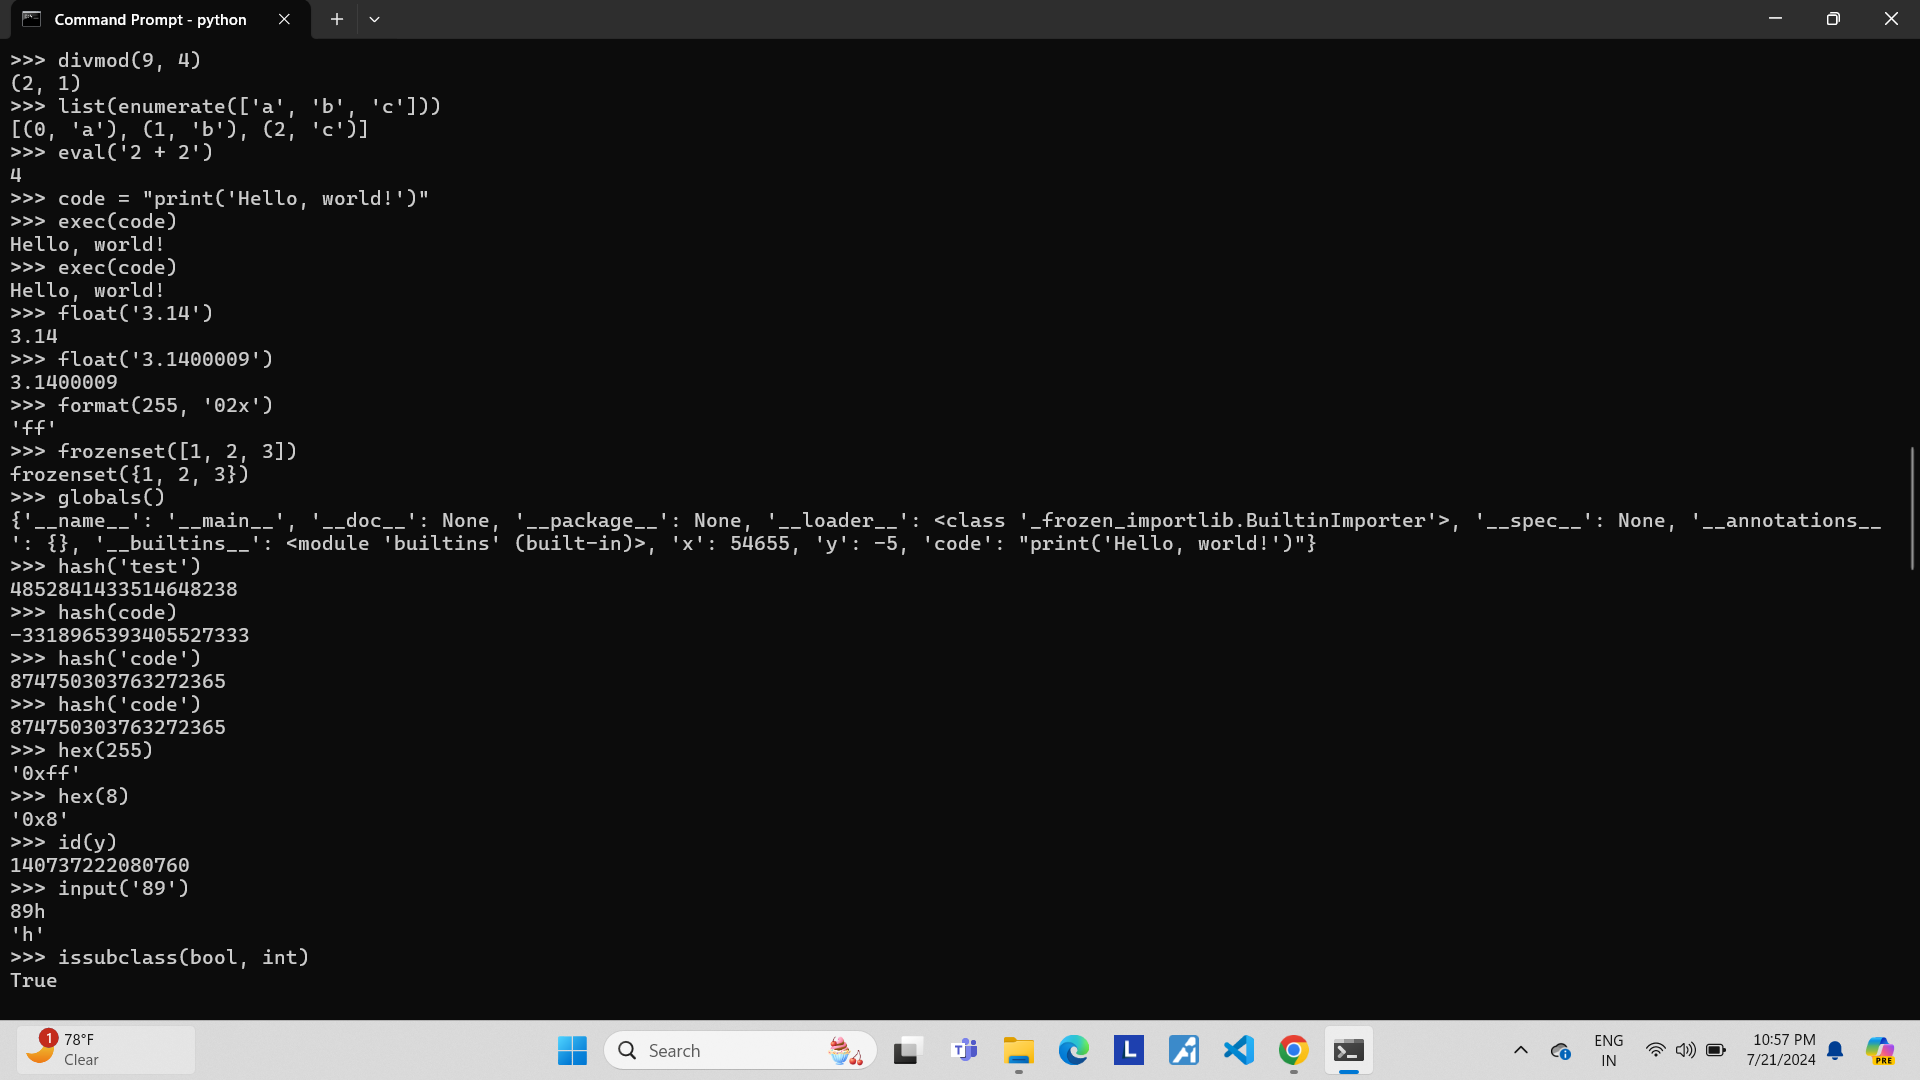 Command Prompt - python
>>> divmod(9, 4)
(2, 1)
>>> list(enumerate(['a', 'b', 'c']))
[(0, 'a'), (1, 'b'), (2, 'c')]
>>> eval('2 + 2')
4
>>> code = "print('Hello, world!')"
>>> exec(code)
Hello, world!
>>> exec(code)
Hello, world!
>>> float('3.14')
3.14
>>> float('3.1400009')
3.1400009
>>> format(255, '02x')
'ff'
>>> frozenset([1, 2, 3])
frozenset({1, 2, 3})
>>> globals()
{'__name__': '__main__', '__doc__': None, '__package__': None, '__loader__': <class '_frozen_importlib.BuiltinImporter'>, '__spec__': None, '__annotations__
': {}, '__builtins__': <module 'builtins' (built-in)>, 'x': 54655, 'y': -5, 'code': "print('Hello, world!')"}
>>> hash('test')
4852841433514648238
>>> hash(code)
-3318965393405527333
>>> hash('code')
874750303763272365
>>> hash('code')
874750303763272365
>>> hex(255)
'0xff'
>>> hex(8)
'0x8'
>>> id(y)
140737222080760
>>> input('89')
89h
'h'
>>> issubclass(bool, int)
True
1
78°F
Clear
Search
T
L
ENG
IN
10:57 PM
7/21/2024
PRE